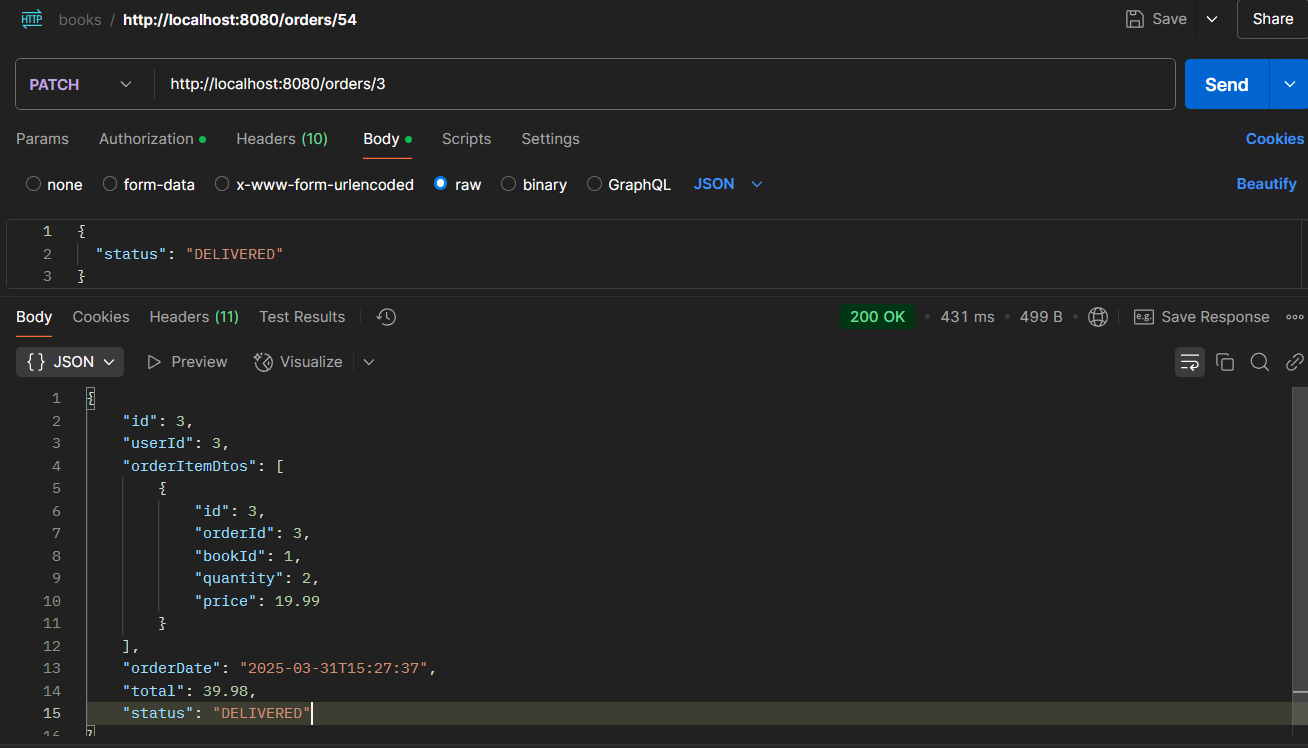 HTTP books / http://localhost:8080/orders/54 Save Share
PATCH http://localhost:8080/orders/3 Send
Params Authorization Headers (10) Body Scripts Settings Cookies
none form-data x-www-form-urlencoded raw binary GraphQL JSON Beautify
1 {
2 "status": "DELIVERED"
3 }
Body Cookies Headers (11) Test Results 200 OK • 431 ms • 499 B • e.g. Save Response
{} JSON Preview Visualize
1 {
2 "id": 3,
3 "userId": 3,
4 "orderItemDtos": [
5 {
6 "id": 3,
7 "orderId": 3,
8 "bookId": 1,
9 "quantity": 2,
10 "price": 19.99
11 }
12 ],
13 "orderDate": "2025-03-31T15:27:37",
14 "total": 39.98,
15 "status": "DELIVERED"
16 }